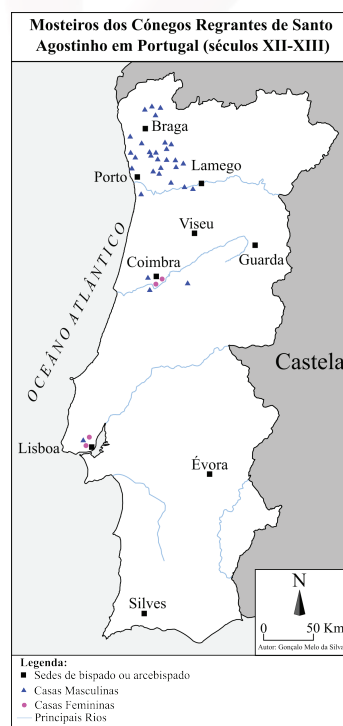 Mosteiros dos Cónegos Regrantes de Santo
Agostinho em Portugal (séculos XII-XIII)
Braga
Porto
Lamego
Viseu
Guarda
Coimbra
OCEÂNO ATLÂNTICO
Castela
Lisboa
Évora
Silves
N
0 50 Km
Autor: Gonçalo Melo da Silva
Legenda:
Sedes de bispado ou arcebispado
Casas Masculinas
Casas Femininas
Principais Rios